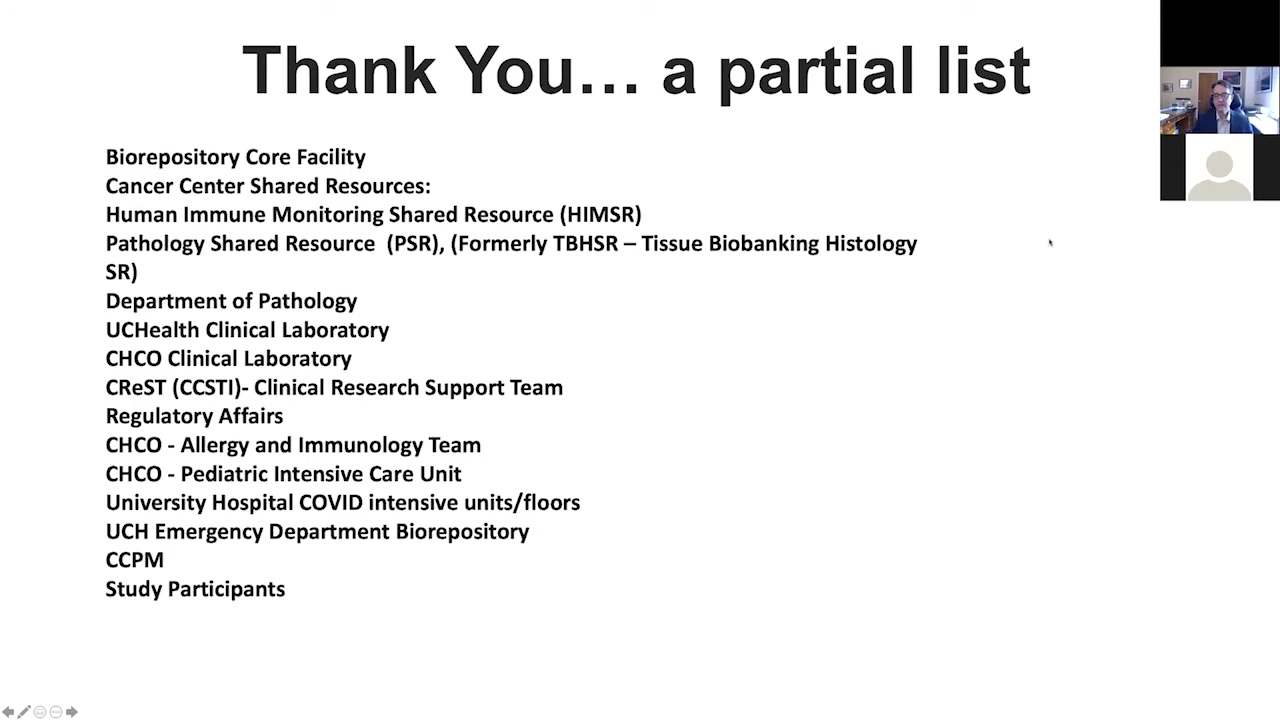 Thank You… a partial list
Biorepository Core Facility
Cancer Center Shared Resources:
Human Immune Monitoring Shared Resource (HIMSR)
Pathology Shared Resource  (PSR), (Formerly TBHSR – Tissue Biobanking Histology
SR)
Department of Pathology
UCHealth Clinical Laboratory
CHCO Clinical Laboratory
CReST (CCSTI)- Clinical Research Support Team
Regulatory Affairs
CHCO - Allergy and Immunology Team
CHCO - Pediatric Intensive Care Unit
University Hospital COVID intensive units/floors
UCH Emergency Department Biorepository
CCPM
Study Participants